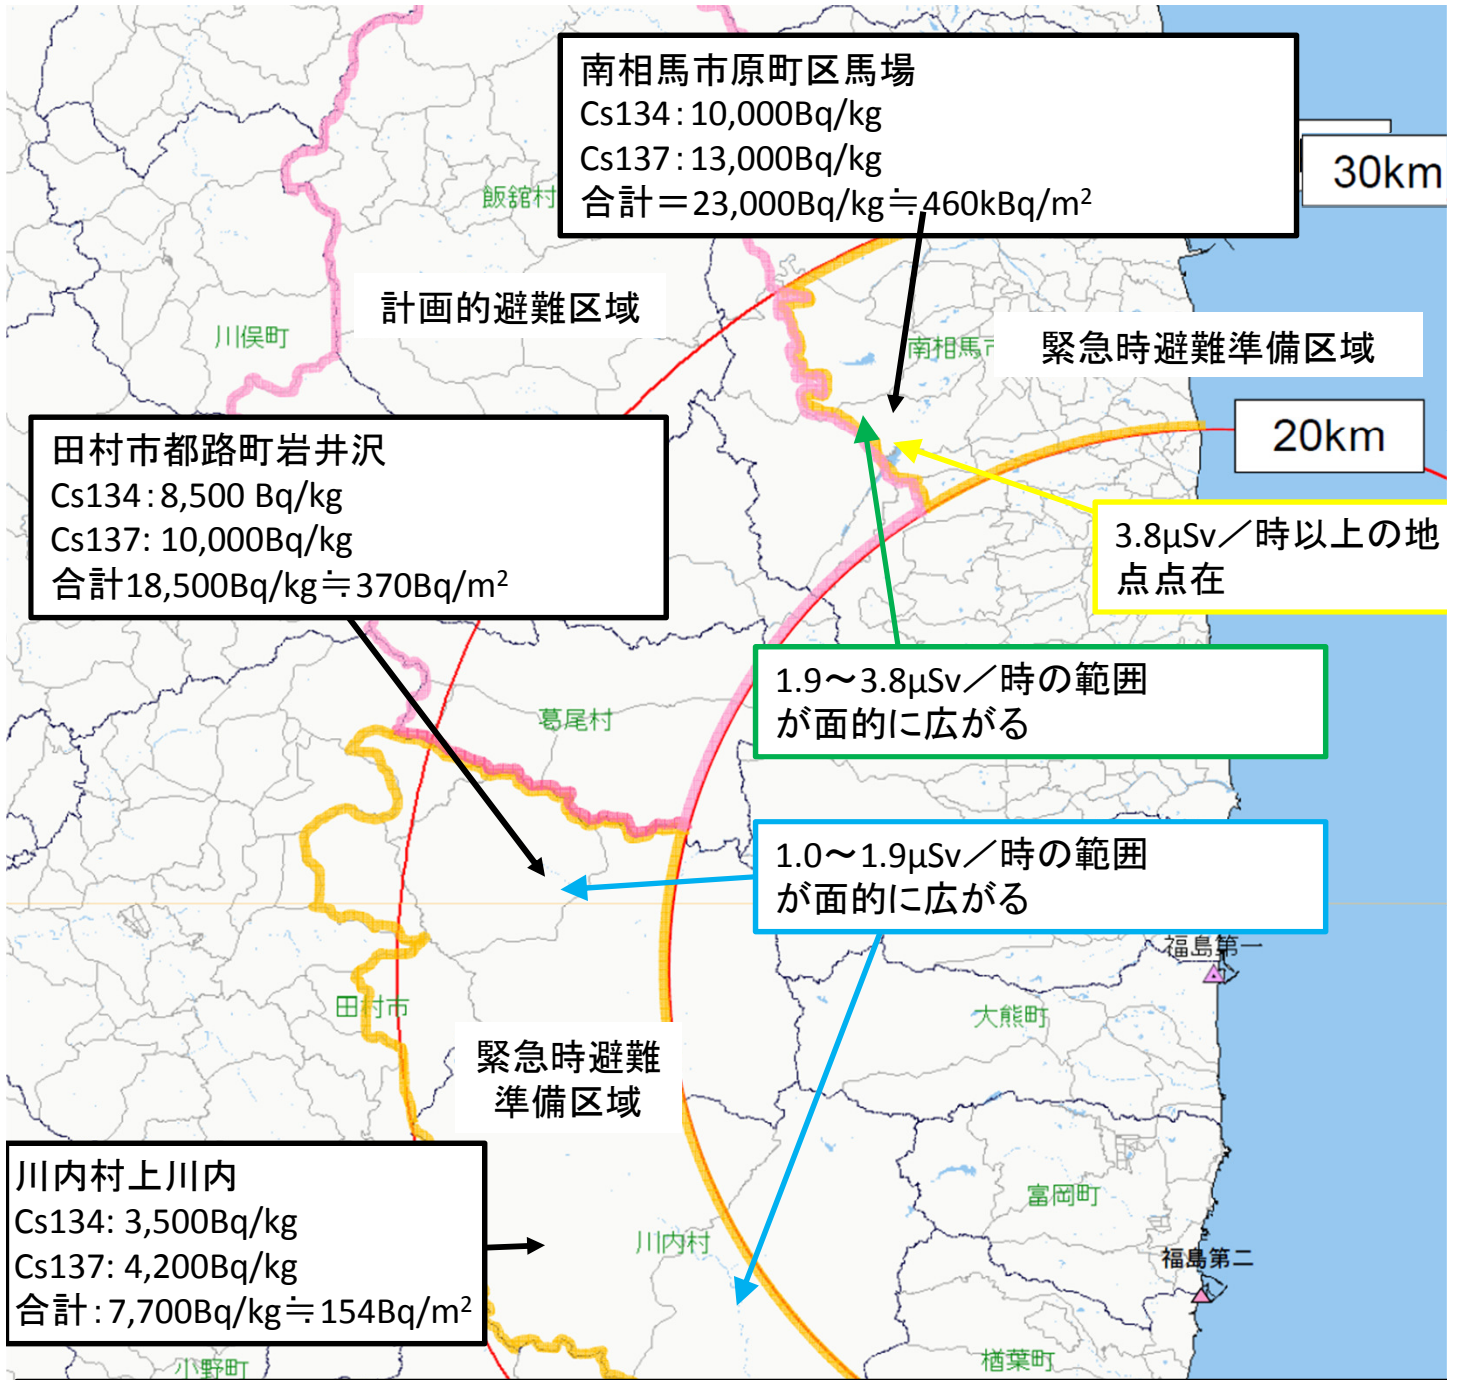 南相馬市原町区馬場
Cs134：10,000Bq/kg
Cs137：13,000Bq/kg
合計＝23,000Bq/kg≒460kBq/m²
30km
飯舘村
計画的避難区域
川俣町
南相馬市
緊急時避難準備区域
20km
田村市都路町岩井沢
Cs134：8,500 Bq/kg
Cs137: 10,000Bq/kg
合計18,500Bq/kg≒370Bq/m²
3.8μSv／時以上の地
点点在
1.9～3.8μSv／時の範囲
が面的に広がる
葛尾村
1.0～1.9μSv／時の範囲
が面的に広がる
福島第一
田村市
大熊町
緊急時避難
準備区域
川内村上川内
Cs134: 3,500Bq/kg
Cs137: 4,200Bq/kg
合計：7,700Bq/kg≒154Bq/m²
富岡町
川内村
福島第二
小野町
楢葉町